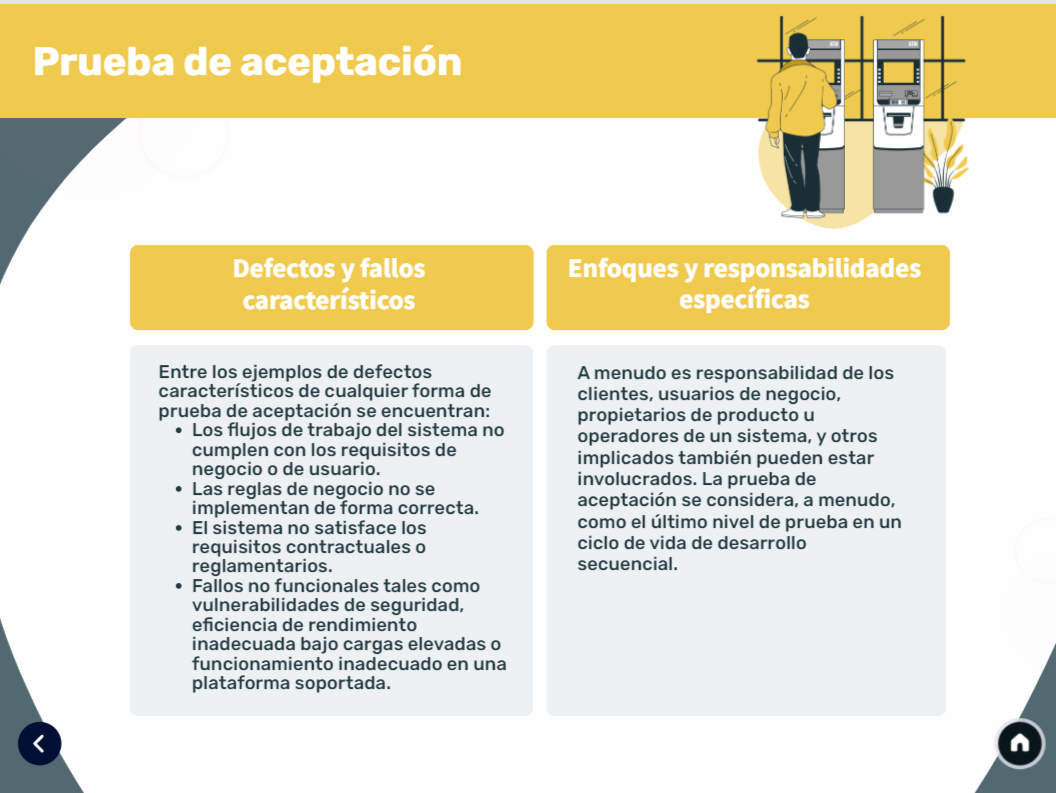 Prueba de aceptación
ATM
ATM
Defectos y fallos
característicos
Entre los ejemplos de defectos
característicos de cualquier forma de
prueba de aceptación se encuentran:
• Los flujos de trabajo del sistema no
cumplen con los requisitos de
negocio o de usuario.
• Las reglas de negocio no se
implementan de forma correcta.
• El sistema no satisface los
requisitos contractuales o
reglamentarios.
• Fallos no funcionales tales como
vulnerabilidades de seguridad,
eficiencia de rendimiento
inadecuada bajo cargas elevadas o
funcionamiento inadecuado en una
plataforma soportada.
Enfoques y responsabilidades
específicas
A menudo es responsabilidad de los
clientes, usuarios de negocio,
propietarios de producto u
operadores de un sistema, y otros
implicados también pueden estar
involucrados. La prueba de
aceptación se considera, a menudo,
como el último nivel de prueba en un
ciclo de vida de desarrollo
secuencial.